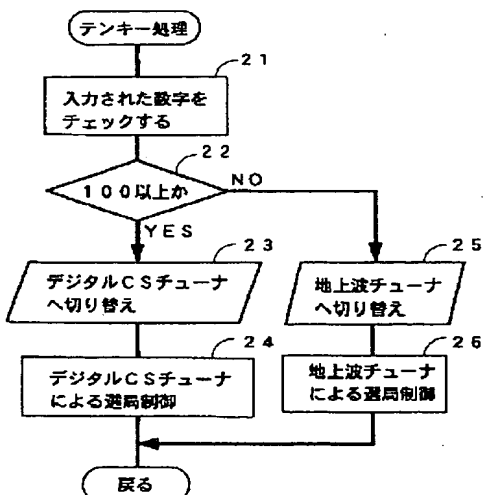 テンキー処理
21
入力された数字を
チェックする
22
100以上か
NO
YES
23
デジタルCSチューナ
へ切り替え
25
地上波チューナ
へ切り替え
24
デジタルCSチューナ
による選局制御
26
地上波チューナ
による選局制御
戻る